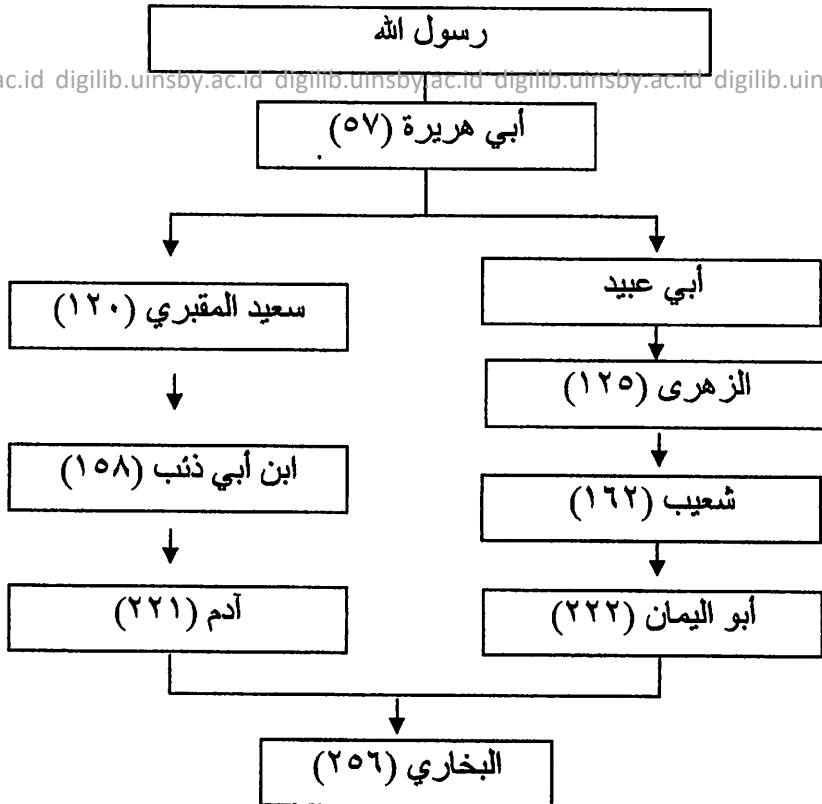 رسول الله
ac.id digilib.uinsby.ac.id digilib.uinsby.ac.id digilib.uinsby.ac.id digilib.uin
أبي هريرة (٥٧)
أبي عبيد
سعيد المقبري (١٢٠)
الزهرى (١٢٥)
ابن أبي ذئب (١٥٨)
شعيب (١٦٢)
آدم (٢٢١)
أبو اليمان (٢٢٢)
البخاري (٢٥٦)